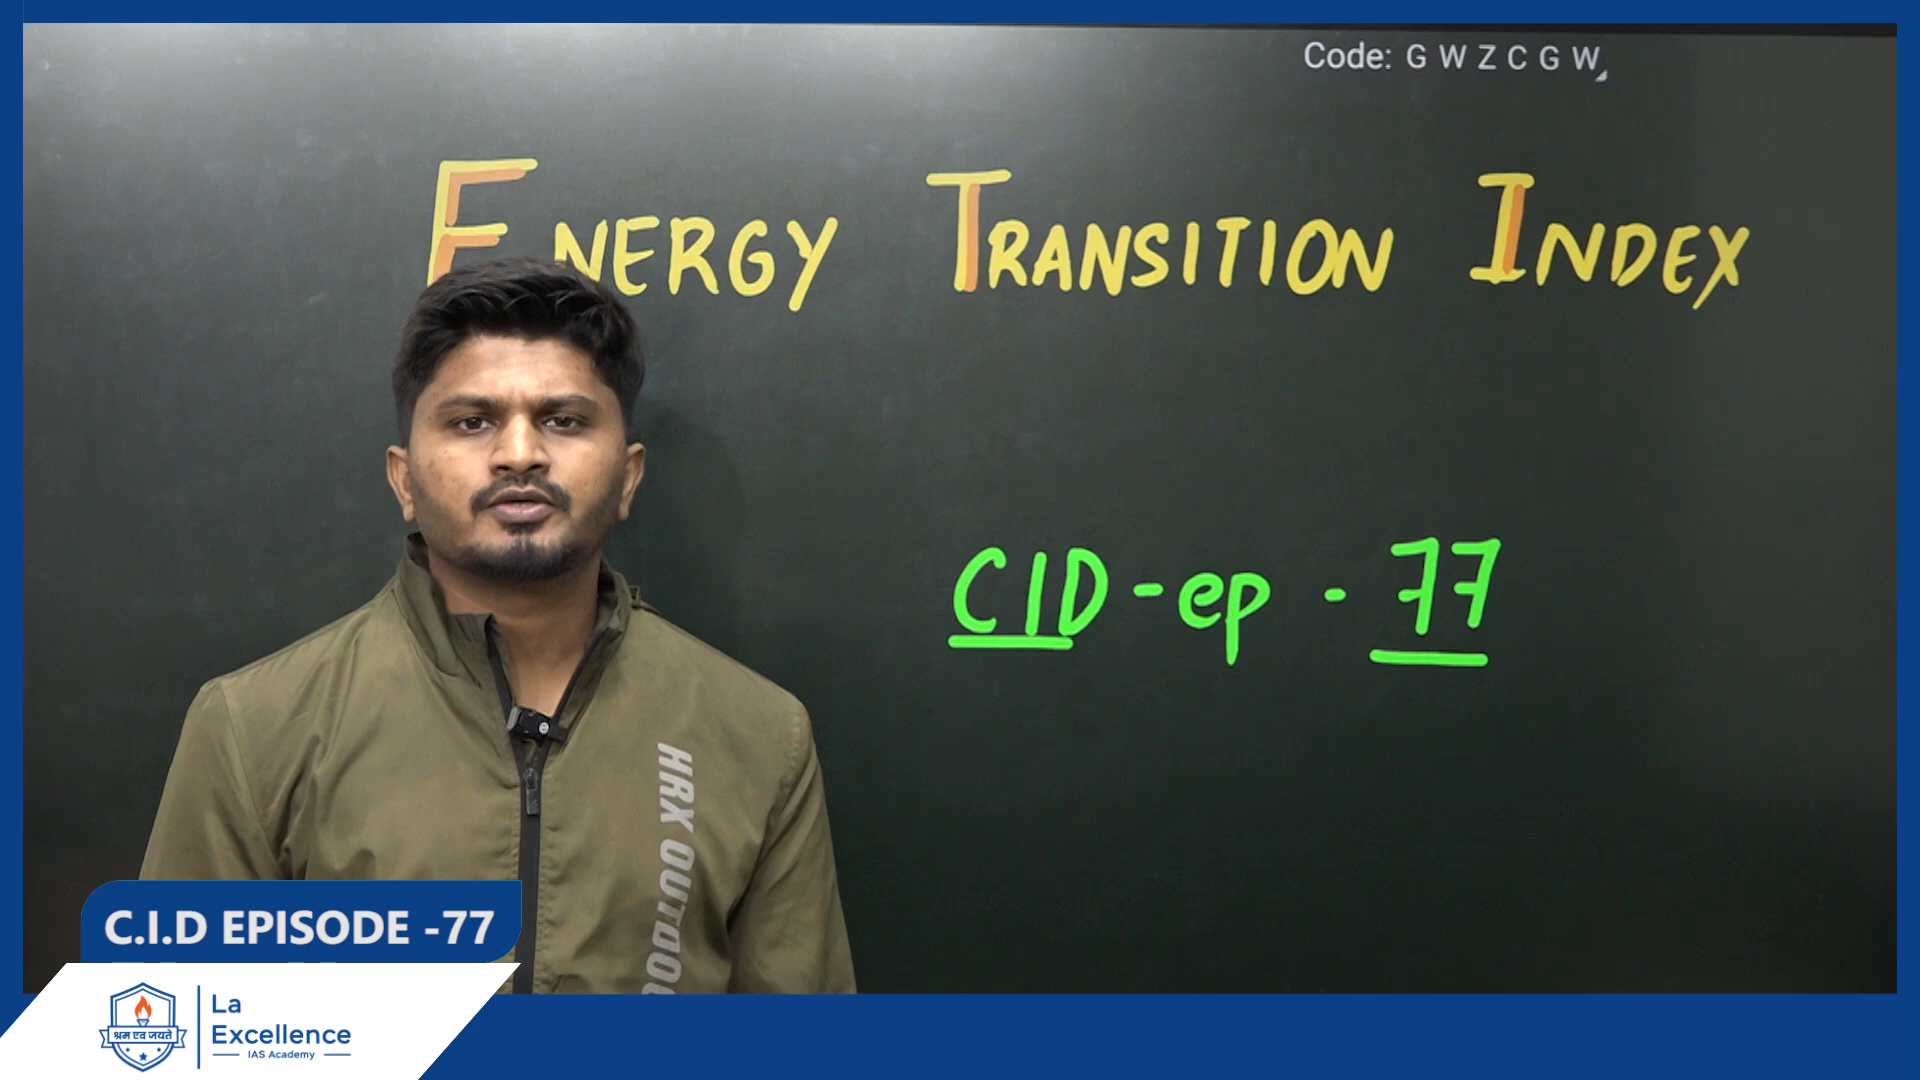 Code: G W Z C G W
ENERGY TRANSITION INDEX
CID - ep - 77
HRX OUTDOO
C.I.D EPISODE -77
श्रम एव जयते
La
Excellence
IAS Academy